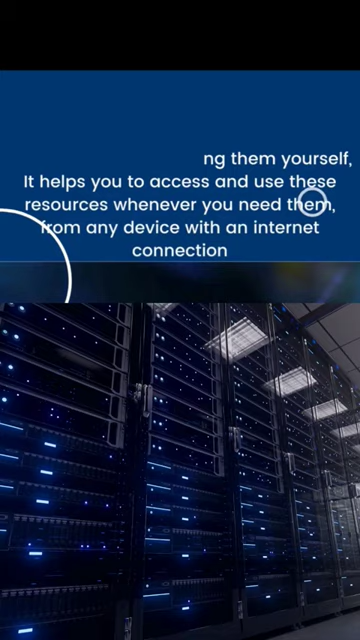 ng them yourself,
It helps you to access and use these
resources whenever you need them,
from any device with an internet
connection